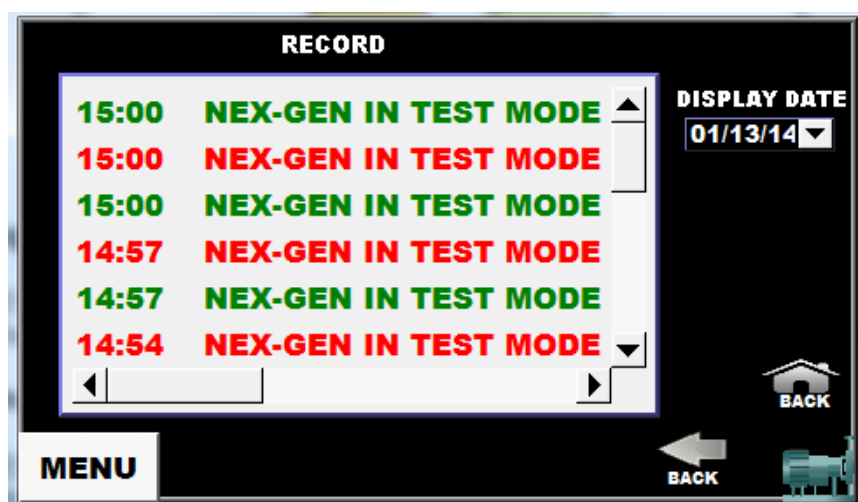 RECORD
15:00 NEX-GEN IN TEST MODE
15:00 NEX-GEN IN TEST MODE
15:00 NEX-GEN IN TEST MODE
14:57 NEX-GEN IN TEST MODE
14:57 NEX-GEN IN TEST MODE
14:54 NEX-GEN IN TEST MODE
DISPLAY DATE
01/13/14
BACK
MENU
BACK